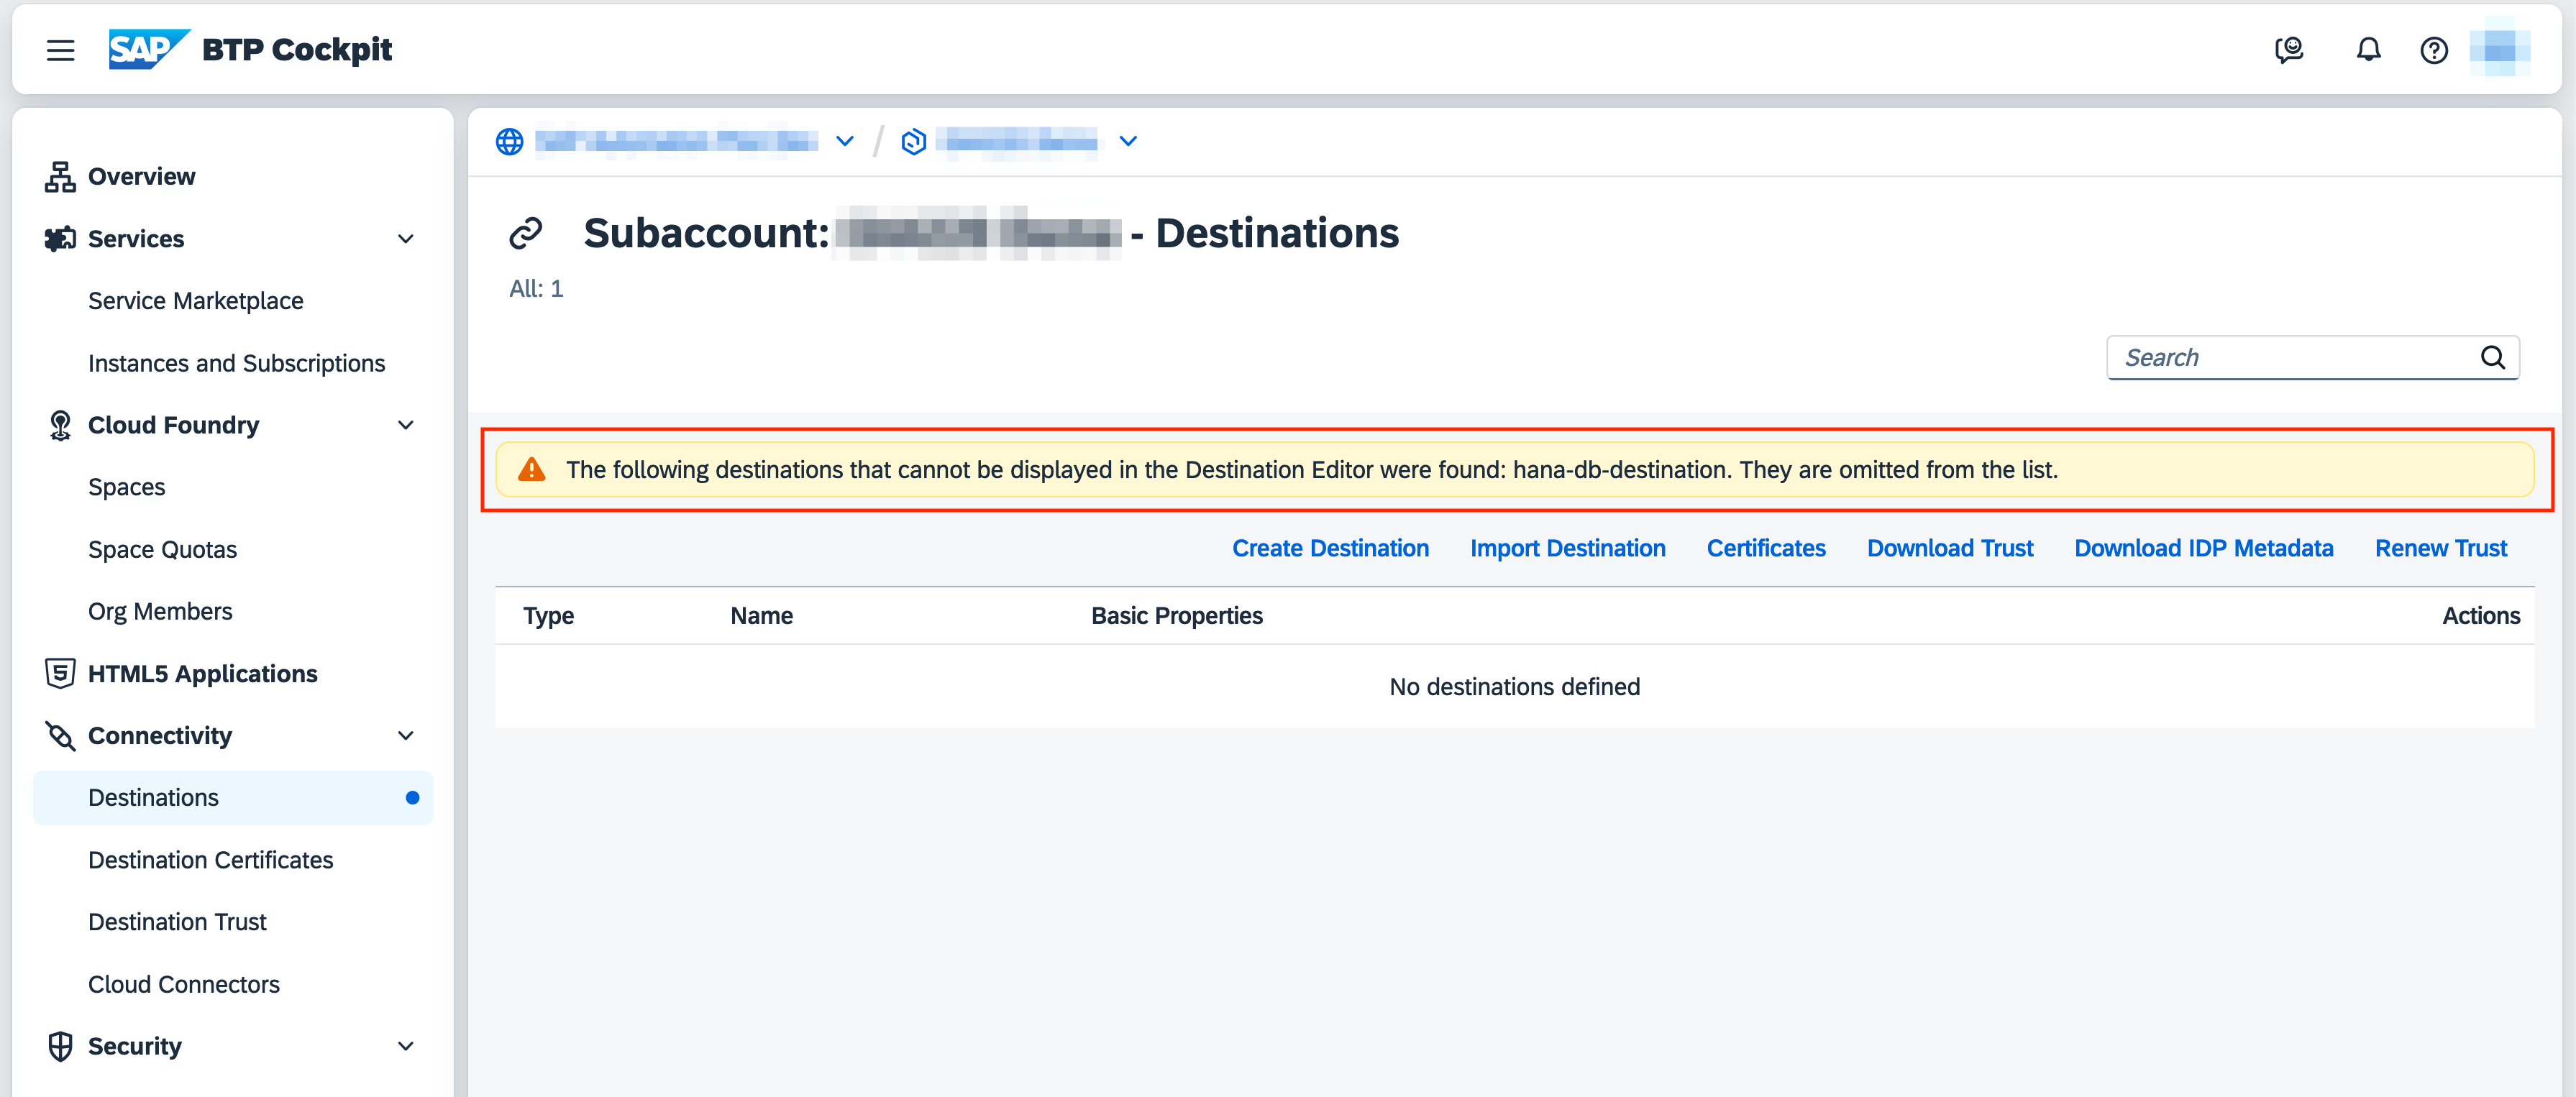 SAP BTP Cockpit
Overview
Services
Service Marketplace
Instances and Subscriptions
Cloud Foundry
Spaces
Space Quotas
Org Members
5 HTML5 Applications
Connectivity
Destinations
Destination Certificates
Destination Trust
Cloud Connectors
Security
/
Subaccount: - Destinations
All: 1
Search
The following destinations that cannot be displayed in the Destination Editor were found: hana-db-destination. They are omitted from the list.
Create Destination Import Destination Certificates Download Trust Download IDP Metadata Renew Trust
Type Name Basic Properties Actions
No destinations defined